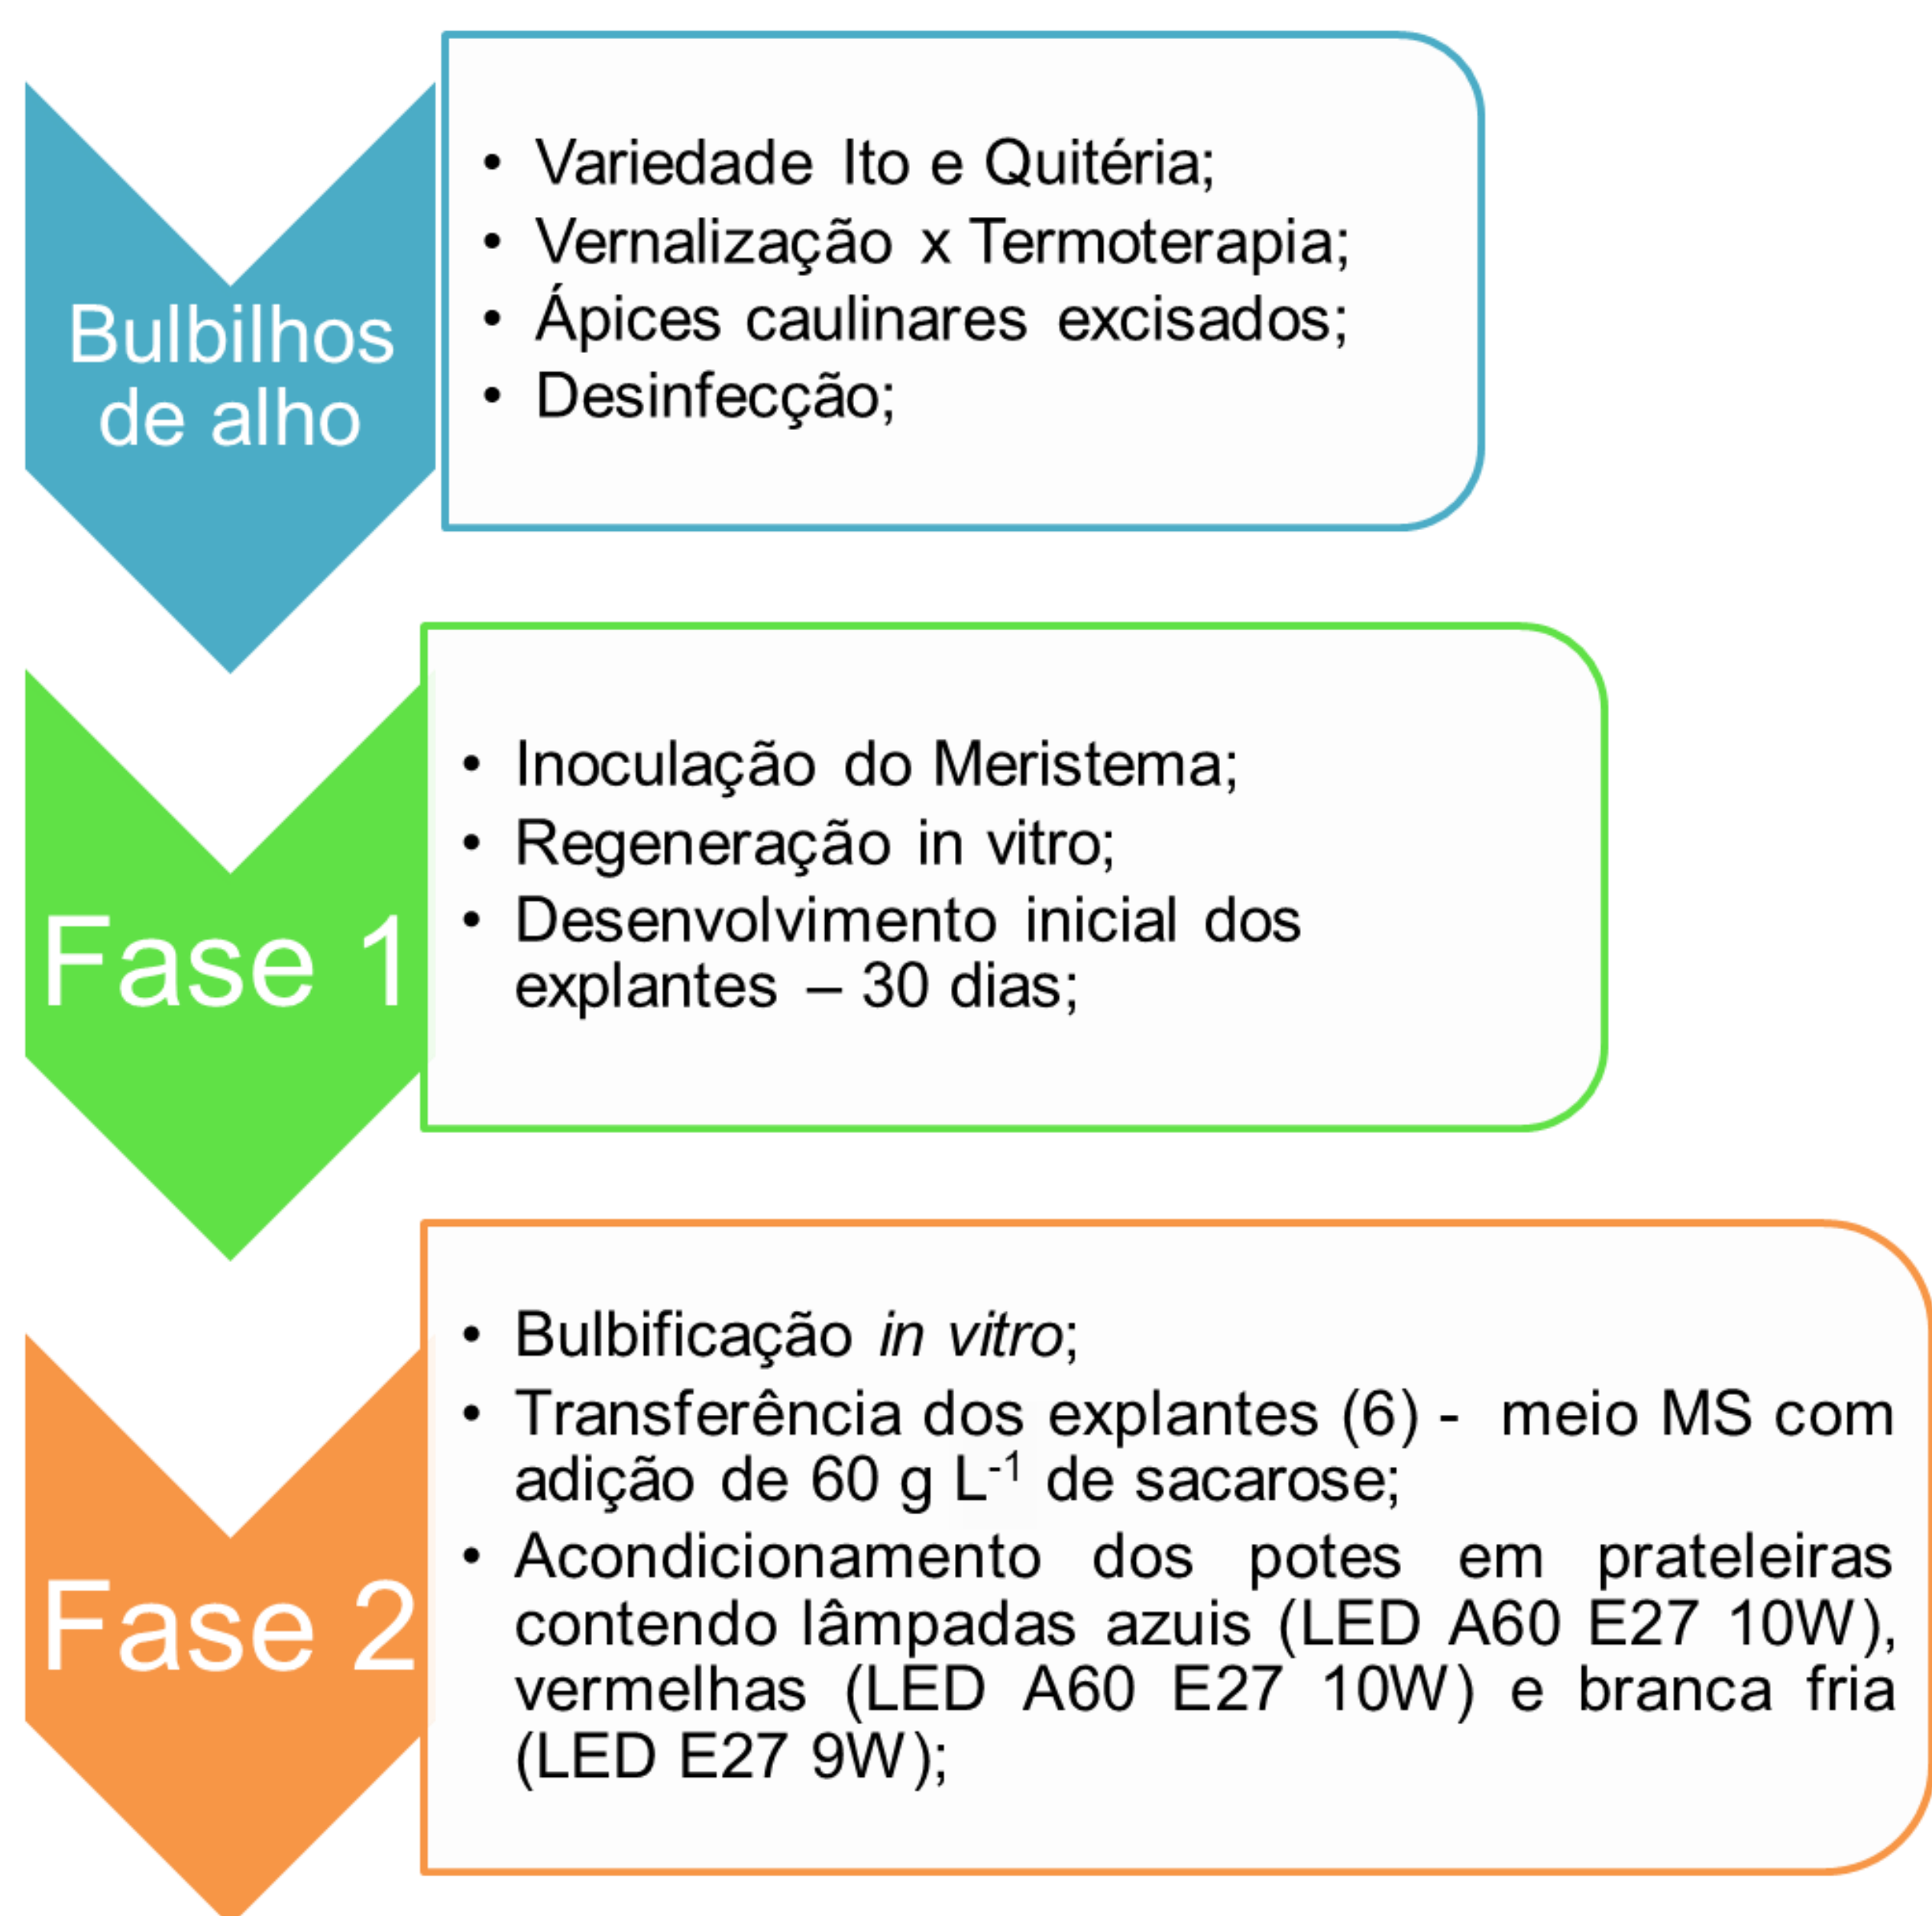 Bulbilhos
de alho
• Variedade Ito e Quitéria;
• Vernalização x Termoterapia;
• Ápices caulinares excisados;
• Desinfecção;
Fase 1
• Inoculação do Meristema;
• Regeneração in vitro;
• Desenvolvimento inicial dos
explantes – 30 dias;
Fase 2
• Bulbificação in vitro;
• Transferência dos explantes (6) - meio MS com
adição de 60 g L⁻¹ de sacarose;
• Acondicionamento dos potes em prateleiras
contendo lâmpadas azuis (LED A60 E27 10W),
vermelhas (LED A60 E27 10W) e branca fria
(LED E27 9W);